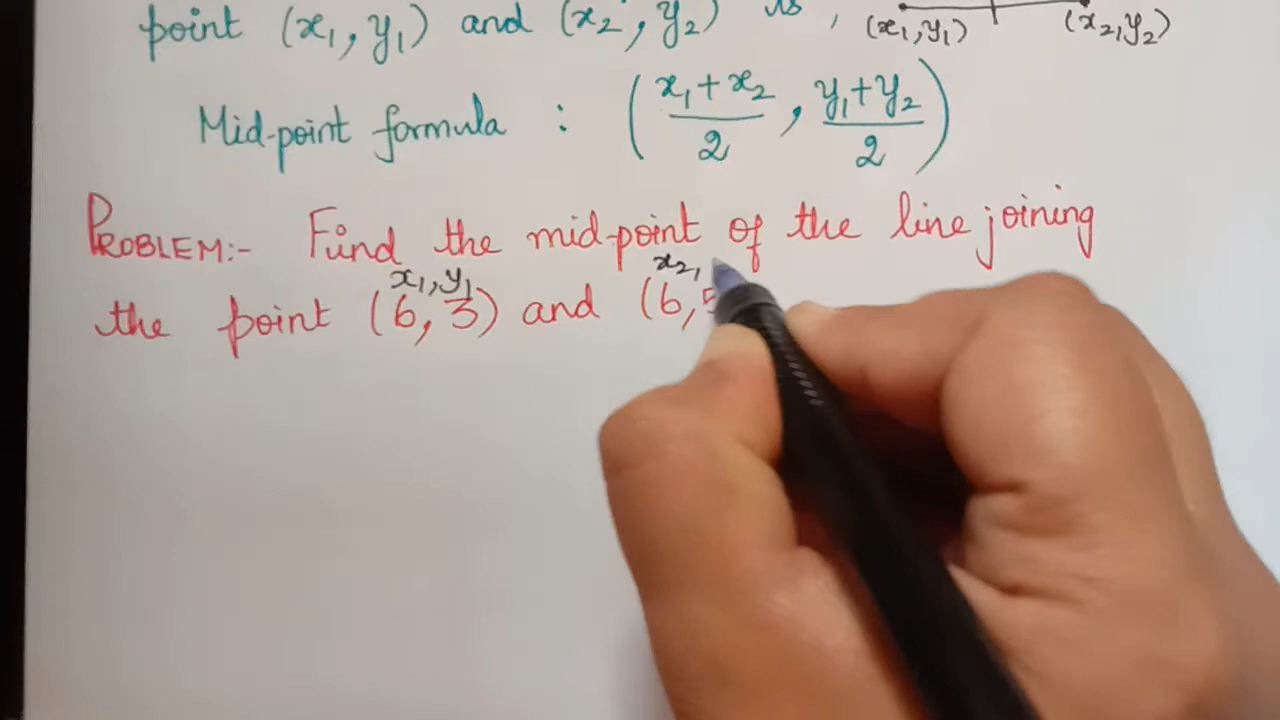 point (x₁, y₁) and (x₂, y₂) is,
(x₁,y₁) (x₂,y₂)
Mid-point formula : (x₁+x₂/2, y₁+y₂/2)
PROBLEM:- Find the mid-point of the line joining
x₁,y₁ x₂,
the point (6,3) and (6,